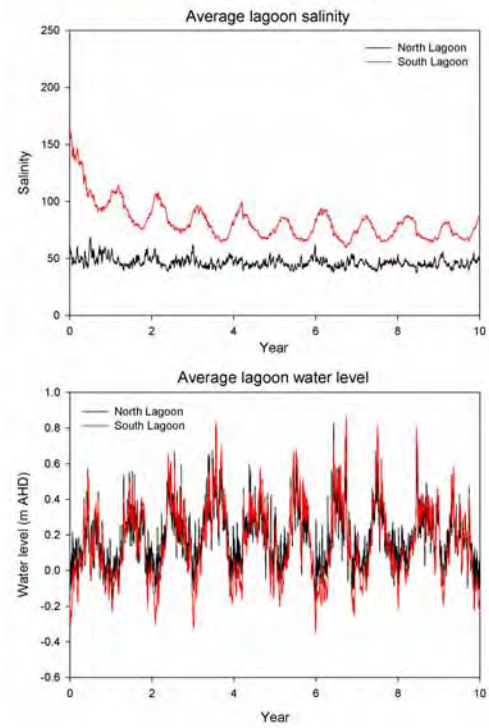 Average lagoon salinity
250
North Lagoon
South Lagoon
200
150
Salinity
100
50
0
0 2 4 6 8 10
Year
Average lagoon water level
1.0
North Lagoon
South Lagoon
0.8
0.6
Water level (m AHD)
0.4
0.2
0.0
-0.2
-0.4
-0.6
0 2 4 6 8 10
Year